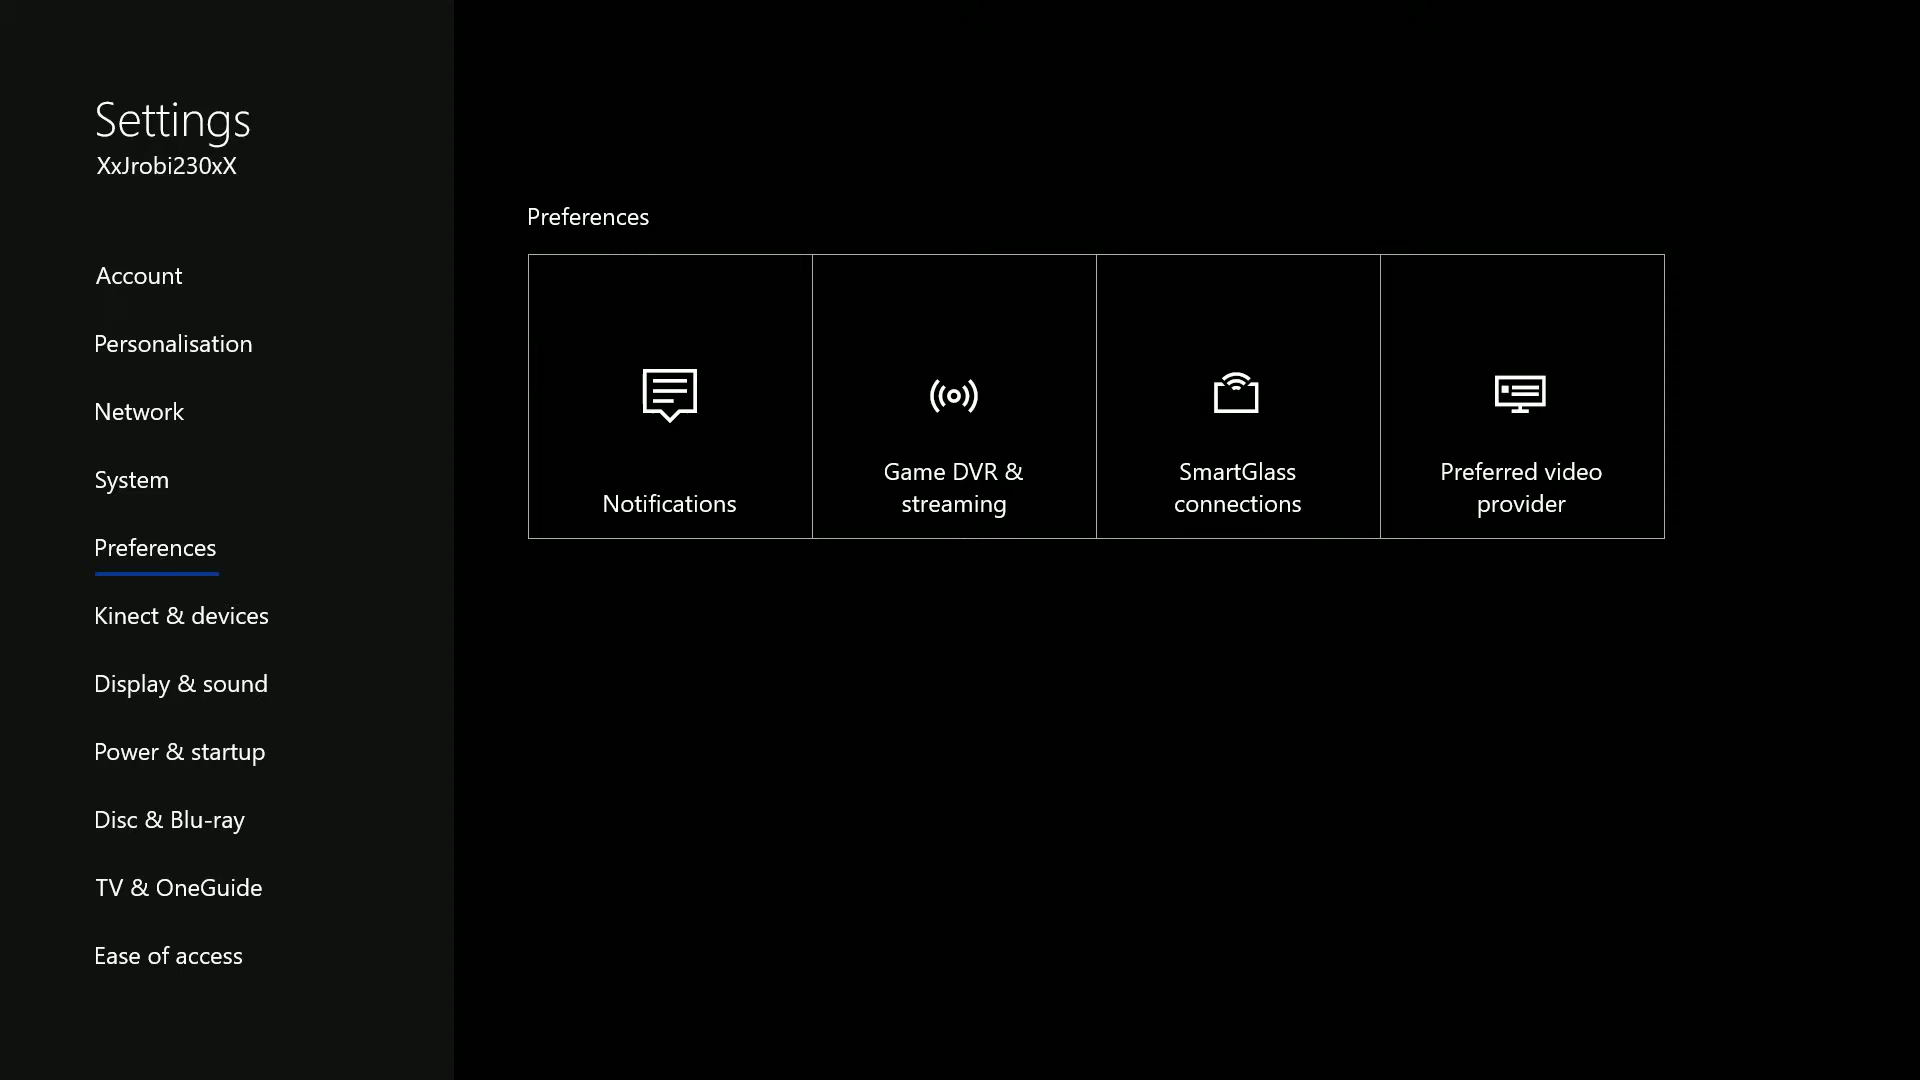 Settings
XxJrobi230xX
Account
Personalisation
Network
System
Preferences
Kinect & devices
Display & sound
Power & startup
Disc & Blu-ray
TV & OneGuide
Ease of access
Preferences
Notifications
Game DVR &
streaming
SmartGlass
connections
Preferred video
provider